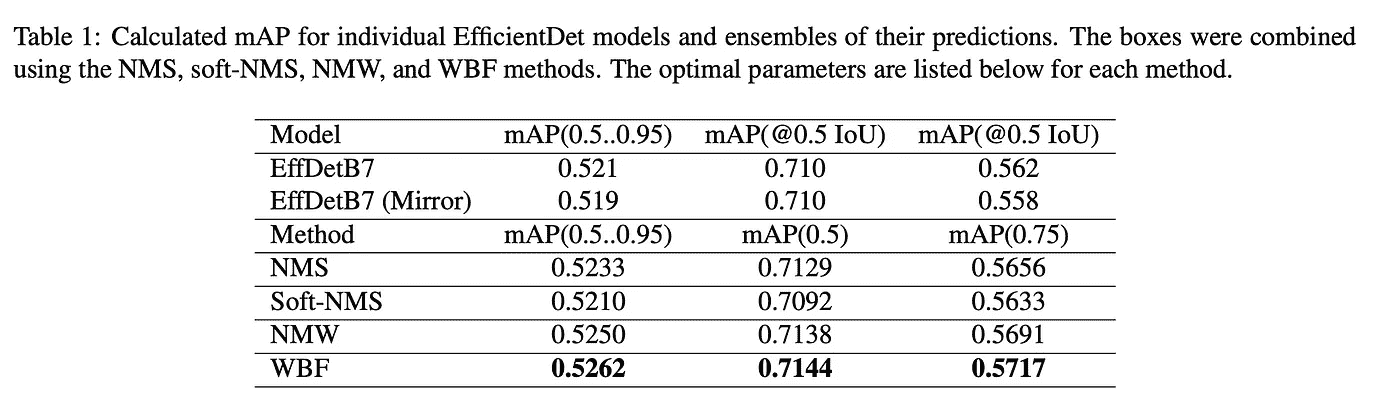 Table 1: Calculated mAP for individual EfficientDet models and ensembles of their predictions. The boxes were combined
using the NMS, soft-NMS, NMW, and WBF methods. The optimal parameters are listed below for each method.
Model mAP(0.5..0.95) mAP(@0.5 IoU) mAP(@0.5 IoU)
EffDetB7 0.521 0.710 0.562
EffDetB7 (Mirror) 0.519 0.710 0.558
Method mAP(0.5..0.95) mAP(0.5) mAP(0.75)
NMS 0.5233 0.7129 0.5656
Soft-NMS 0.5210 0.7092 0.5633
NMW 0.5250 0.7138 0.5691
WBF 0.5262 0.7144 0.5717